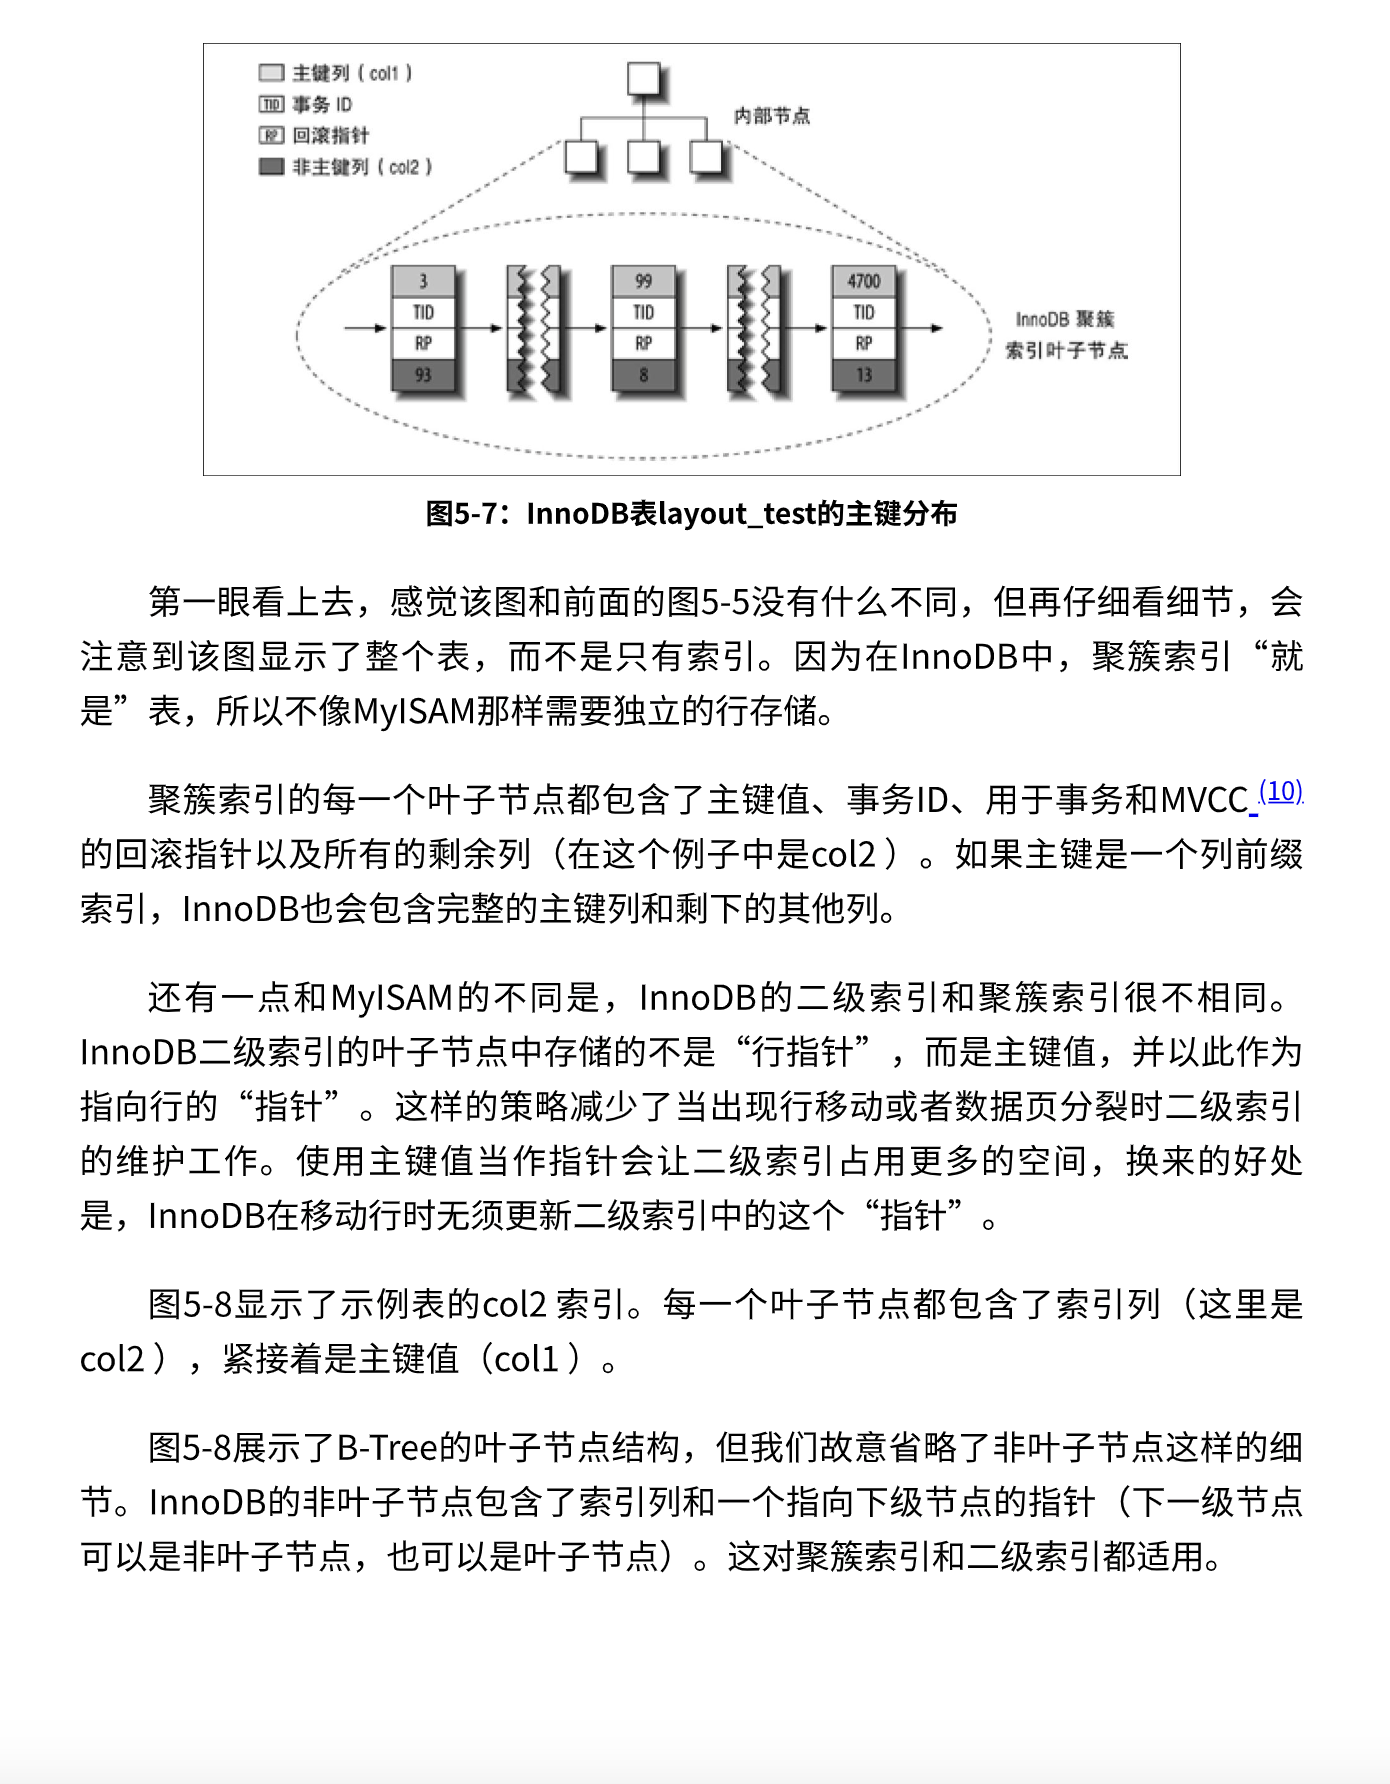 主键列（col1）
TID 事务 ID
RP 回滚指针
非主键列（col2）
内部节点
3 99 4700
TID TID TID
RP RP RP
93 8 13
InnoDB 聚簇
索引叶子节点
图5-7：InnoDB表layout_test的主键分布
第一眼看上去，感觉该图和前面的图5-5没有什么不同，但再仔细看细节，会
注意到该图显示了整个表，而不是只有索引。因为在InnoDB中，聚簇索引“就
是”表，所以不像MyISAM那样需要独立的行存储。
聚簇索引的每一个叶子节点都包含了主键值、事务ID、用于事务和MVCC (10)
的回滚指针以及所有的剩余列（在这个例子中是col2 ）。如果主键是一个列前缀
索引，InnoDB也会包含完整的主键列和剩下的其他列。
还有一点和MyISAM的不同是，InnoDB的二级索引和聚簇索引很不相同。
InnoDB二级索引的叶子节点中存储的不是“行指针”，而是主键值，并以此作为
指向行的“指针”。这样的策略减少了当出现行移动或者数据页分裂时二级索引
的维护工作。使用主键值当作指针会让二级索引占用更多的空间，换来的好处
是，InnoDB在移动行时无须更新二级索引中的这个“指针”。
图5-8显示了示例表的col2 索引。每一个叶子节点都包含了索引列（这里是
col2 ），紧接着是主键值（col1 ）。
图5-8展示了B-Tree的叶子节点结构，但我们故意省略了非叶子节点这样的细
节。InnoDB的非叶子节点包含了索引列和一个指向下级节点的指针（下一级节点
可以是非叶子节点，也可以是叶子节点）。这对聚簇索引和二级索引都适用。